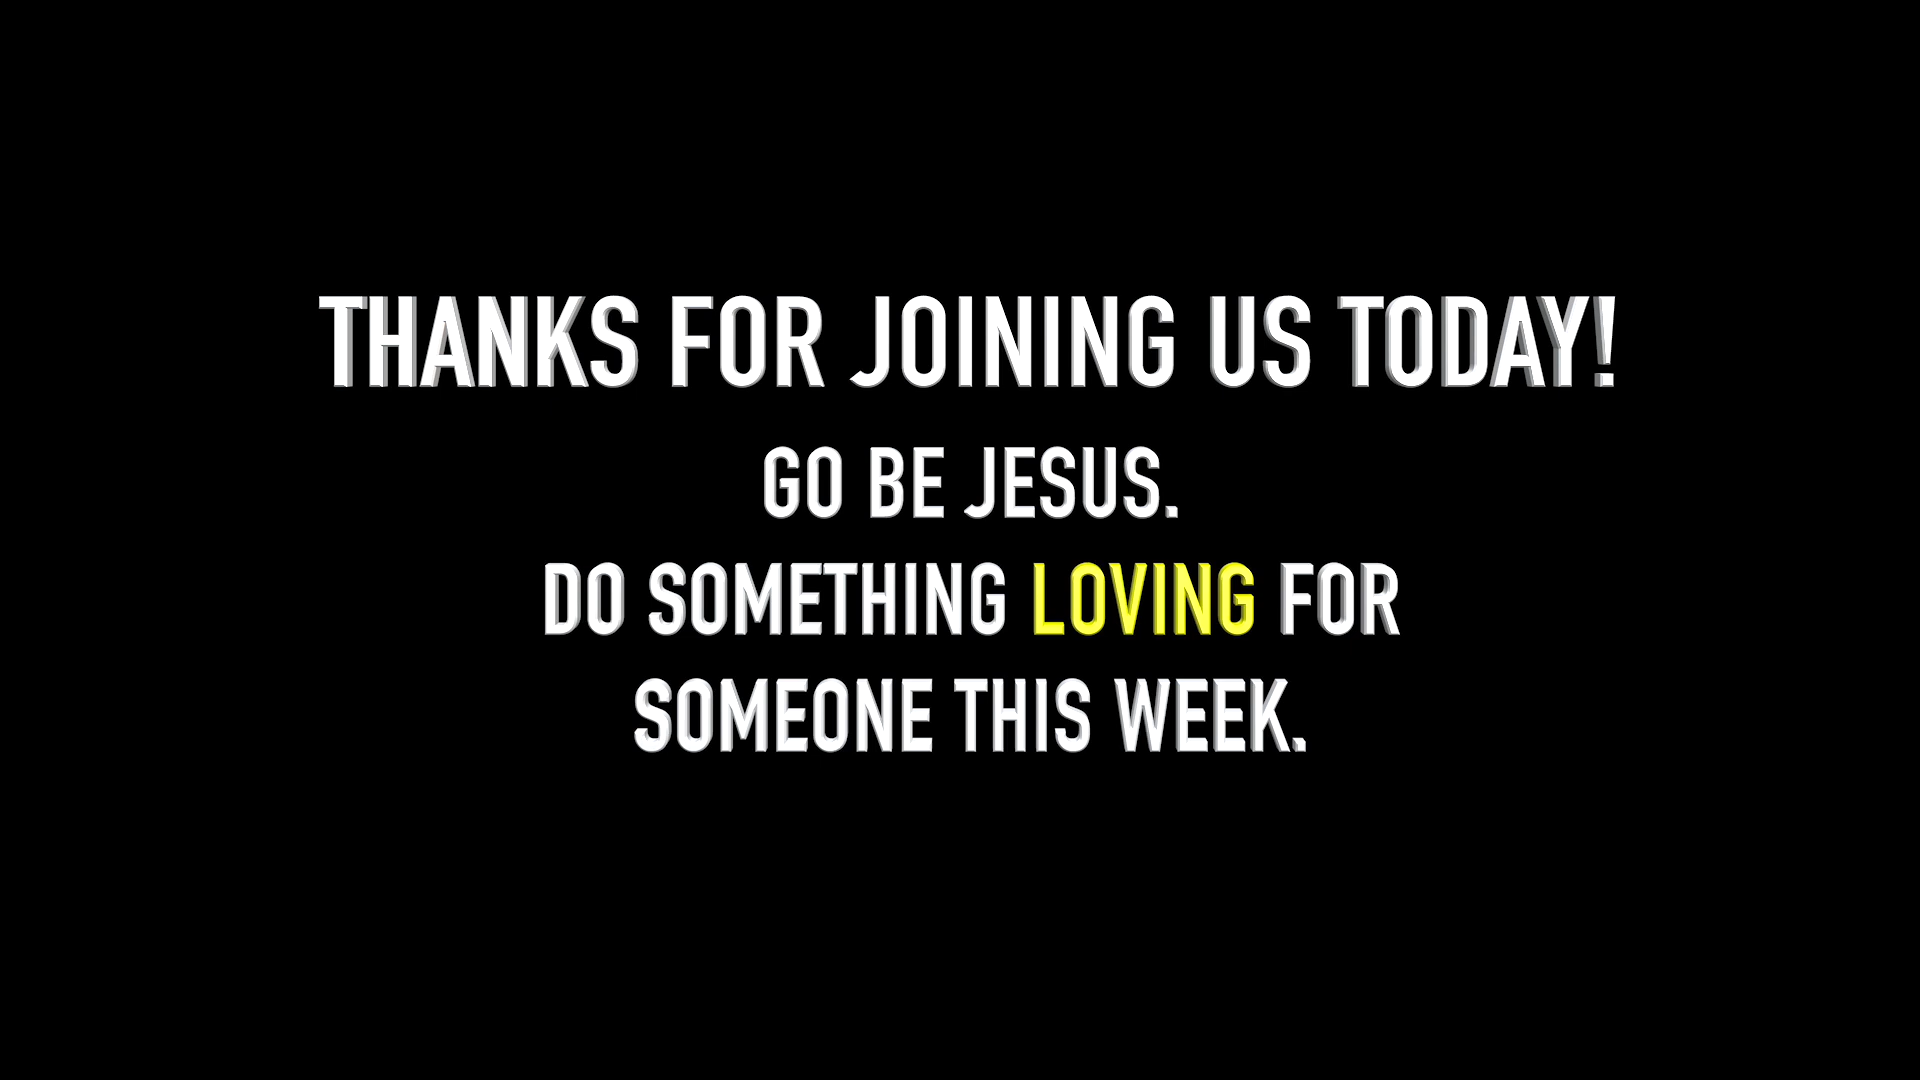 THANKS FOR JOINING US TODAY!
GO BE JESUS.
DO SOMETHING LOVING FOR
SOMEONE THIS WEEK.